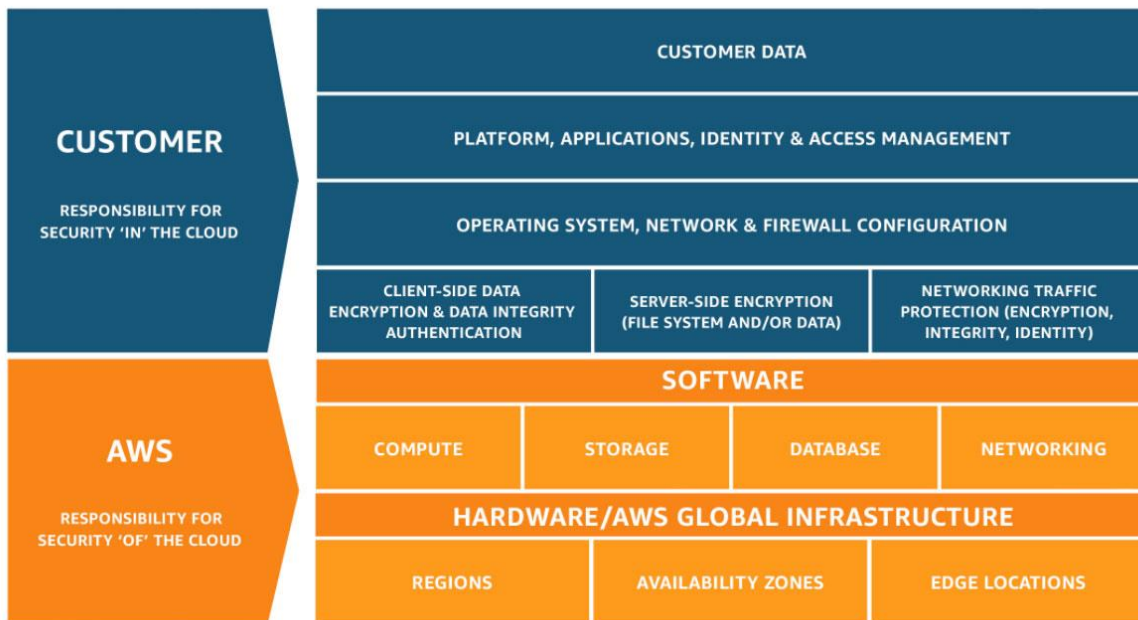 CUSTOMER
RESPONSIBILITY FOR
SECURITY ‘IN’ THE CLOUD
CUSTOMER DATA
PLATFORM, APPLICATIONS, IDENTITY & ACCESS MANAGEMENT
OPERATING SYSTEM, NETWORK & FIREWALL CONFIGURATION
CLIENT-SIDE DATA
ENCRYPTION & DATA INTEGRITY
AUTHENTICATION
SERVER-SIDE ENCRYPTION
(FILE SYSTEM AND/OR DATA)
NETWORKING TRAFFIC
PROTECTION (ENCRYPTION,
INTEGRITY, IDENTITY)
AWS
RESPONSIBILITY FOR
SECURITY ‘OF’ THE CLOUD
SOFTWARE
COMPUTE
STORAGE
DATABASE
NETWORKING
HARDWARE/AWS GLOBAL INFRASTRUCTURE
REGIONS
AVAILABILITY ZONES
EDGE LOCATIONS